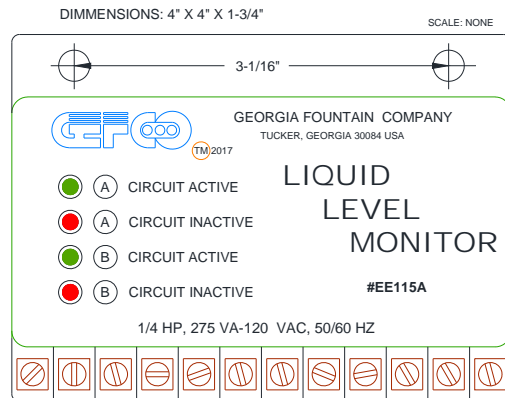 DIMMENSIONS: 4" X 4" X 1-3/4"
SCALE: NONE
3-1/16"
GEFCO
GEORGIA FOUNTAIN COMPANY
TUCKER, GEORGIA 30084 USA
TM 2017
LIQUID
LEVEL
MONITOR
A CIRCUIT ACTIVE
A CIRCUIT INACTIVE
B CIRCUIT ACTIVE
B CIRCUIT INACTIVE
#EE115A
1/4 HP, 275 VA-120 VAC, 50/60 HZ